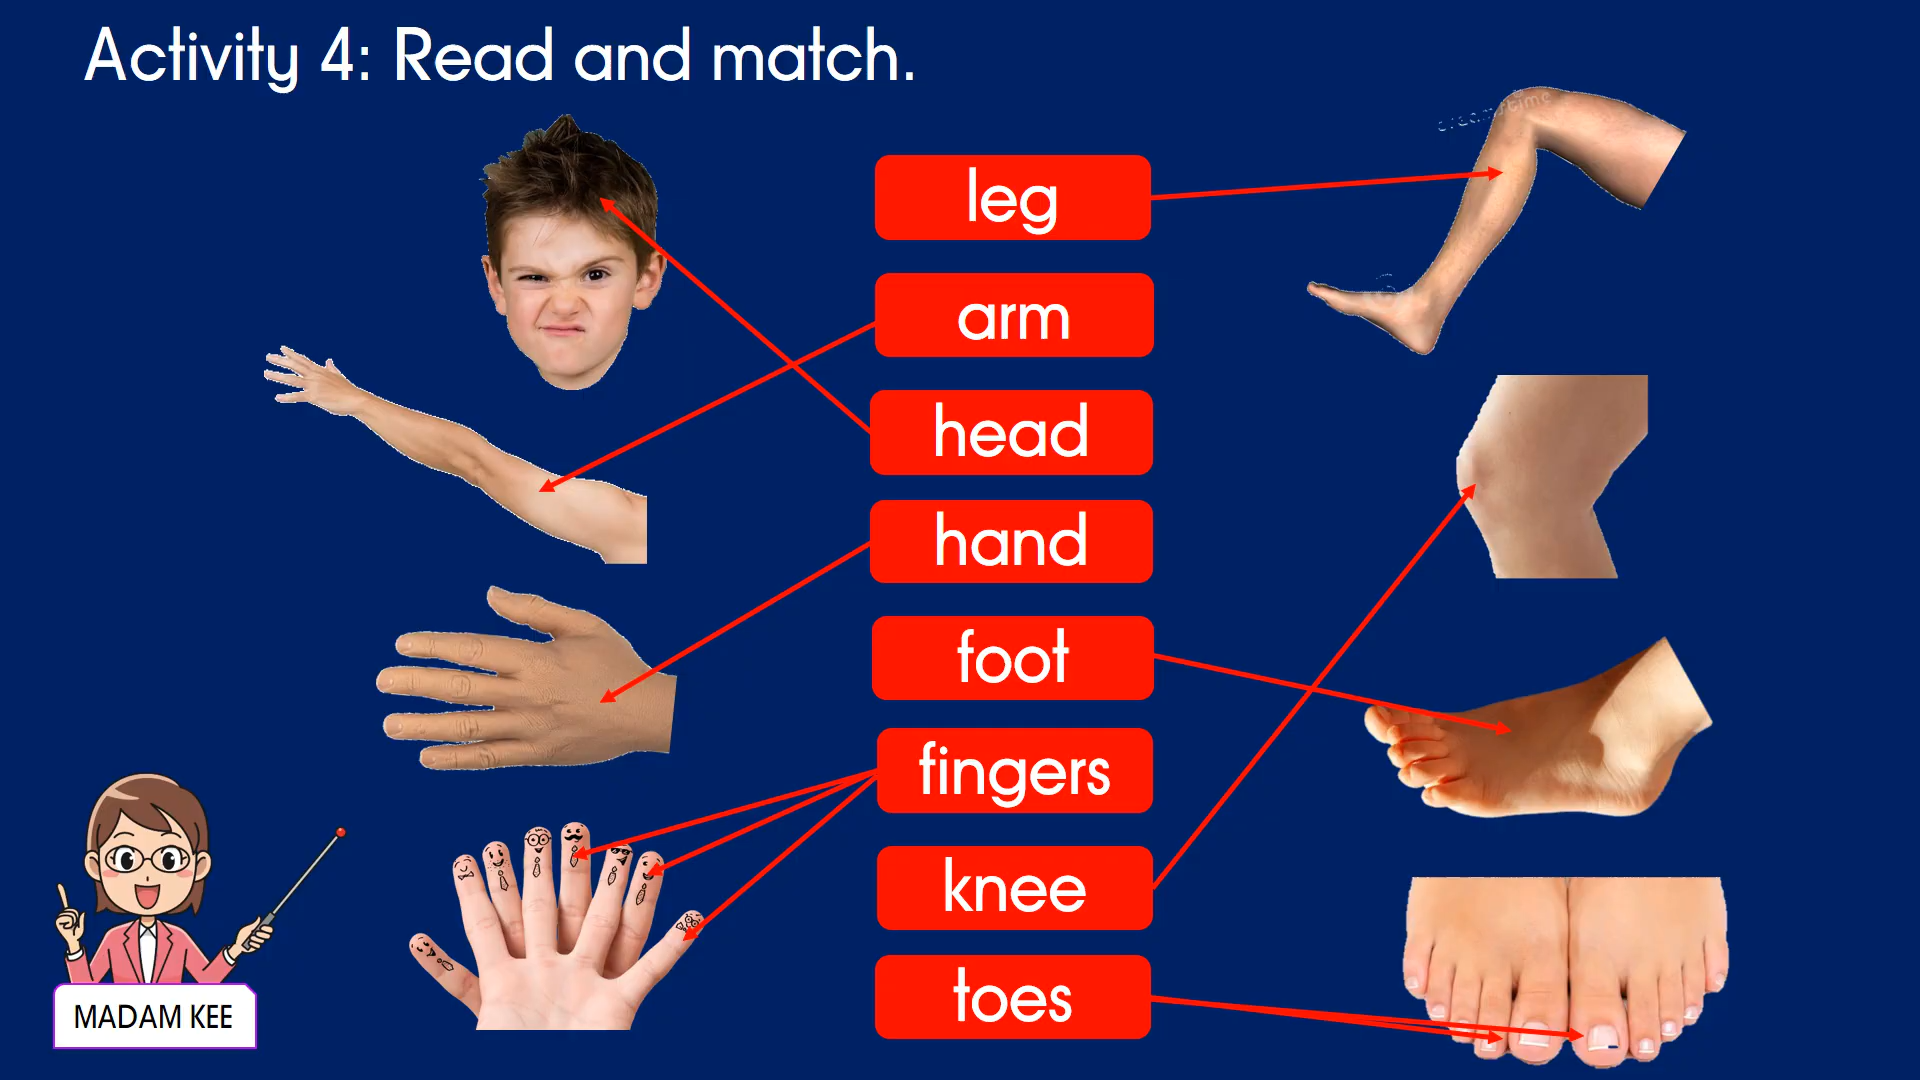 Activity 4: Read and match.
leg
arm
head
hand
foot
fingers
knee
toes
MADAM KEE